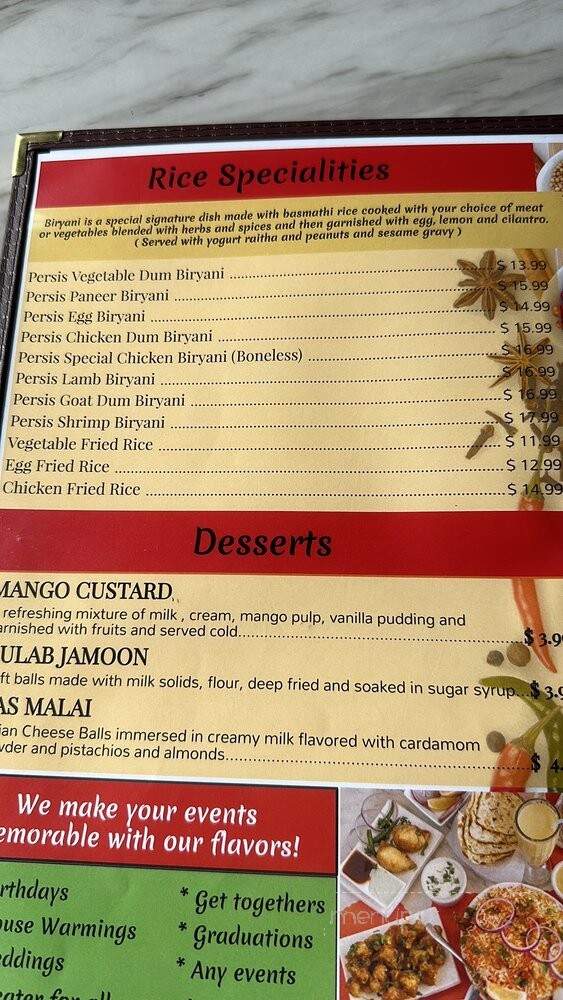 Rice Specialities
Biryani is a special signature dish made with basmathi rice cooked with your choice of meat
or vegetables blended with herbs and spices and then garnished with egg, lemon and cilantro.
( Served with yogurt raitha and peanuts and sesame gravy )
Persis Vegetable Dum Biryani $ 13.99
Persis Paneer Biryani $ 15.99
Persis Egg Biryani $ 14.99
Persis Chicken Dum Biryani $ 15.99
Persis Special Chicken Biryani (Boneless) $ 16.99
Persis Lamb Biryani $ 16.99
Persis Goat Dum Biryani $ 16.99
Persis Shrimp Biryani $ 17.99
Vegetable Fried Rice $ 11.99
Egg Fried Rice $ 12.99
Chicken Fried Rice $ 14.99
Desserts
MANGO CUSTARD
refreshing mixture of milk , cream, mango pulp, vanilla pudding and
arnished with fruits and served cold $ 3.9
ULAB JAMOON
ft balls made with milk solids, flour, deep fried and soaked in sugar syrup $ 3.9
AS MALAI
ian Cheese Balls immersed in creamy milk flavored with cardamom
wder and pistachios and almonds $ 4.
We make your events
emorable with our flavors!
rthdays
* Get togethers
ouse Warmings
* Graduations
eddings
* Any events